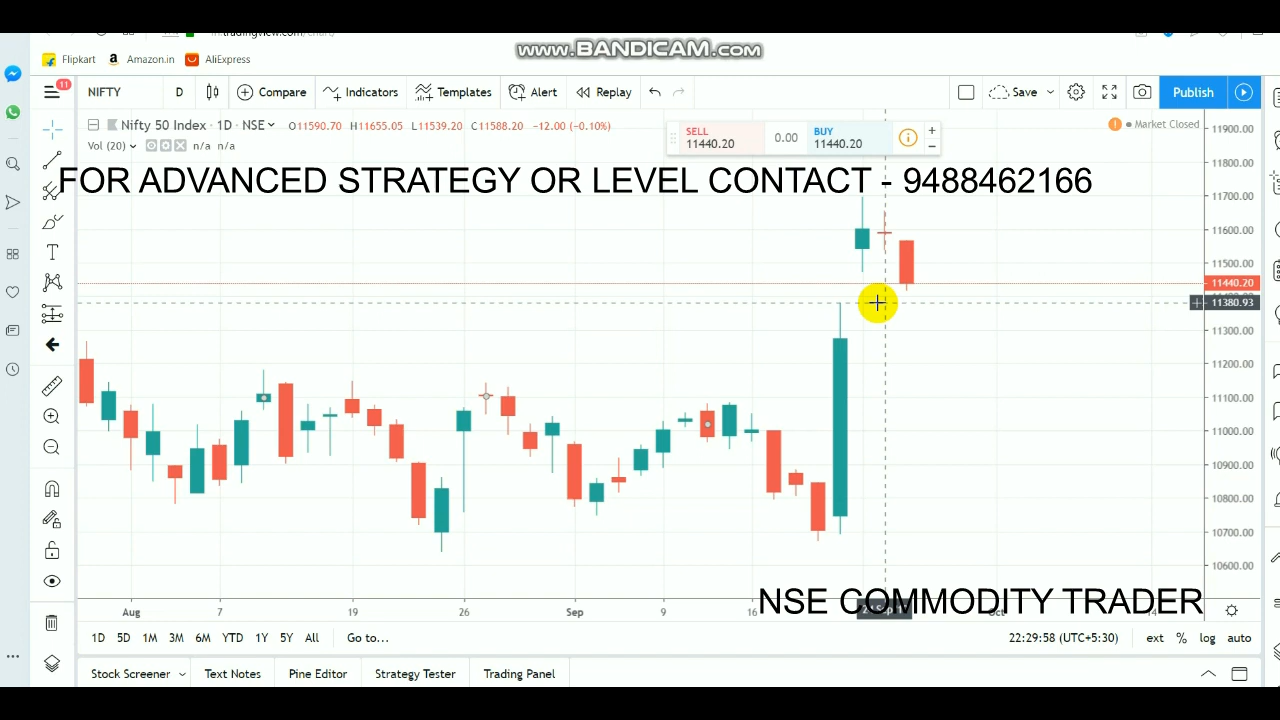 www.BANDICAM.com
Flipkart Amazon.in AliExpress
11
NIFTY D Compare Indicators Templates Alert Replay Save Publish
Nifty 50 Index · 1D · NSE O11590.70 H11655.05 L11539.20 C11588.20 -12.00 (-0.10%)
Market Closed
Vol (20) n/a n/a
SELL 11440.20 0.00 BUY 11440.20
FOR ADVANCED STRATEGY OR LEVEL CONTACT - 9488462166
11900.00
11800.00
11700.00
11600.00
11500.00
11440.20
11380.93
11300.00
11200.00
11100.00
11000.00
10900.00
10800.00
10700.00
10600.00
NSE COMMODITY TRADER
Aug 7 19 26 Sep 9 16 Oct 14
1D 5D 1M 3M 6M YTD 1Y 5Y All Go to... 22:29:58 (UTC+5:30) ext % log auto
Stock Screener Text Notes Pine Editor Strategy Tester Trading Panel